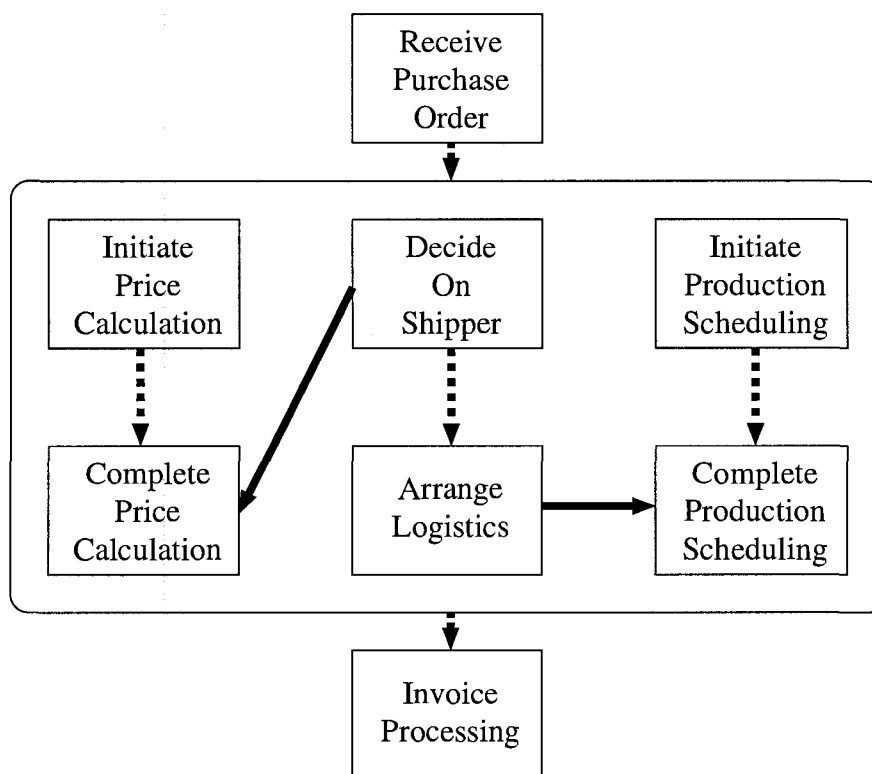 Receive
Purchase
Order
Initiate
Price
Calculation
Decide
On
Shipper
Initiate
Production
Scheduling
Complete
Price
Calculation
Arrange
Logistics
Complete
Production
Scheduling
Invoice
Processing